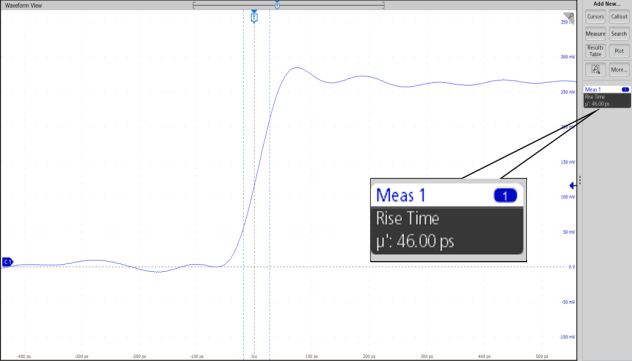 Waveform View
Add New...
T
T
Cursors
Callout
Measure
Search
Results
Table
Plot
More...
Meas 1
1
Rise Time
µ': 46.00 ps
350 mV
300 mV
250 mV
200 mV
150 mV
100 mV
50 mV
0 V
-50 mV
-100 mV
C1
Meas 1
1
Rise Time
µ': 46.00 ps
-400 ps
-300 ps
-200 ps
-100 ps
0 s
100 ps
200 ps
300 ps
400 ps
500 ps